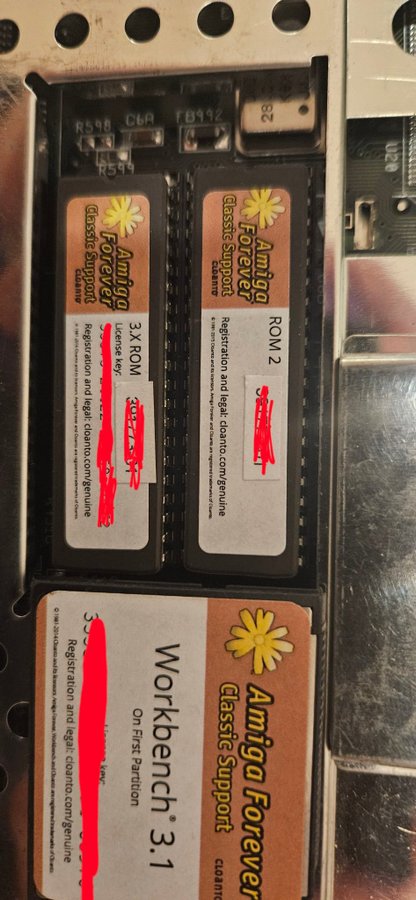 R598
C6A
FB992
R599
28
U20
Amiga
Forever
Classic Support
CLOANTO
3.X ROM
License key:
Registration and legal: cloanto.com/genuine
Amiga
Forever
Classic Support
CLOANTO
ROM 2
Registration and legal: cloanto.com/genuine
Amiga Forever
Classic Support
CLOANTO
Workbench® 3.1
On First Partition
key:
Registration and legal: cloanto.com/genuine